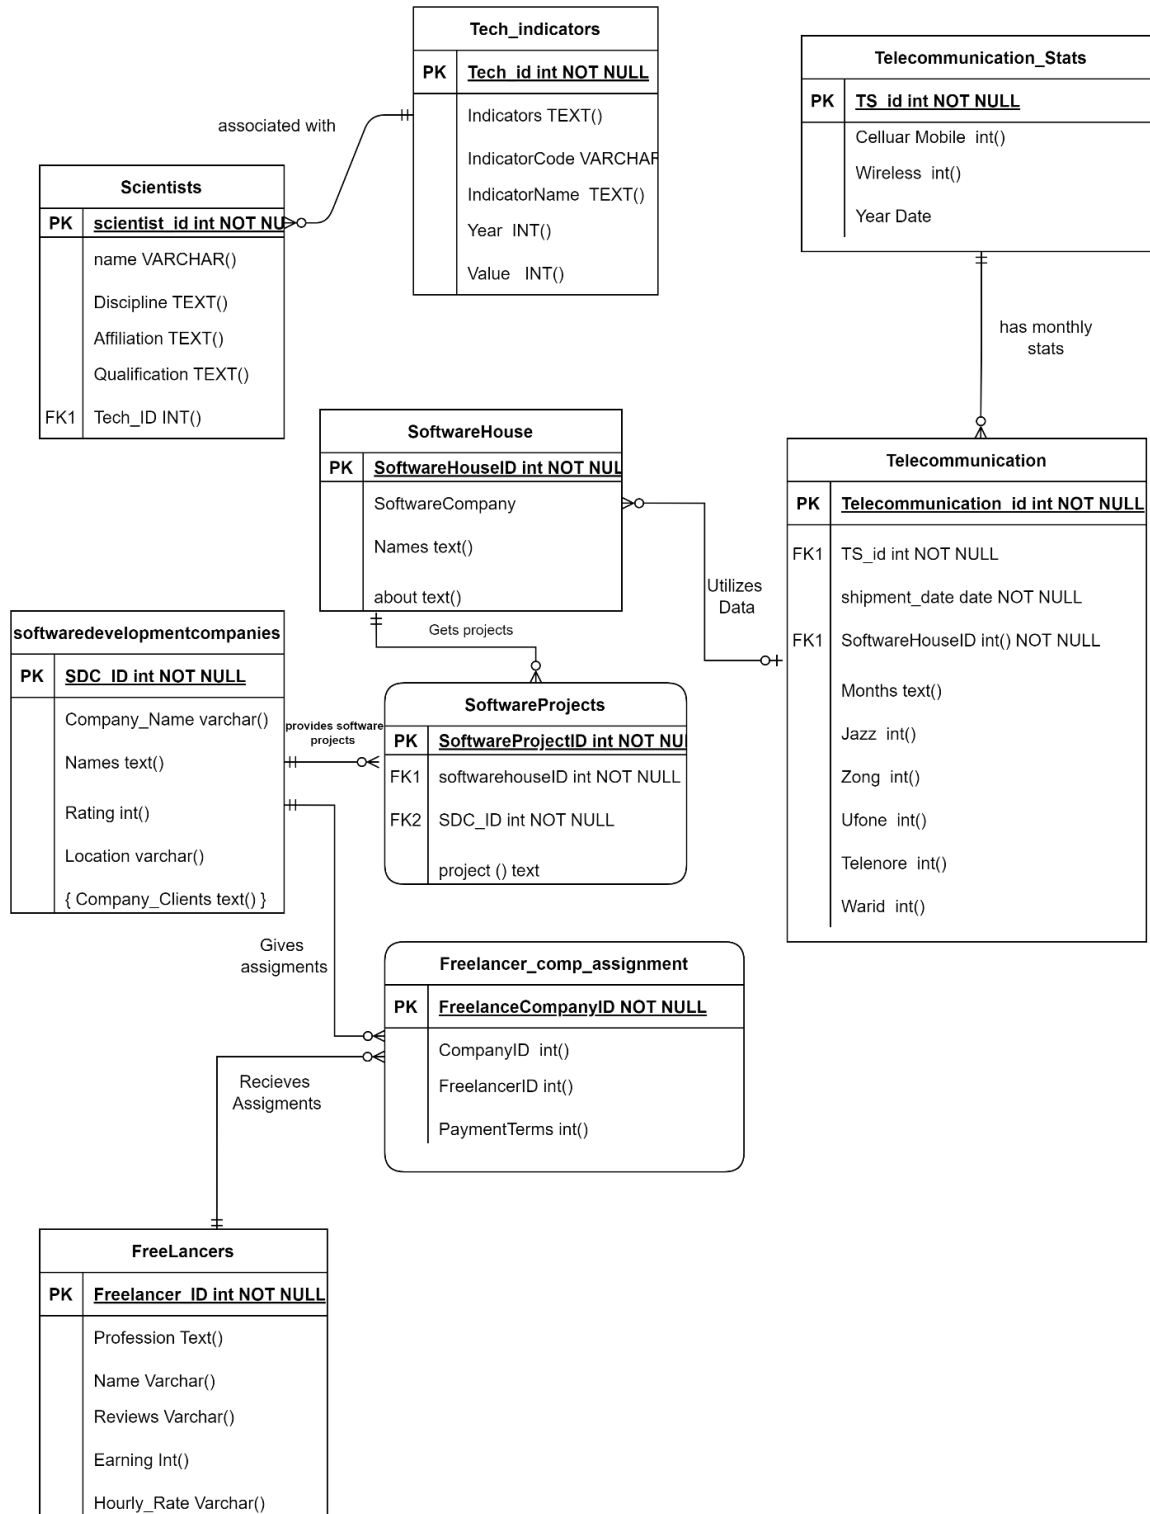 Tech_indicators
PK Tech_id int NOT NULL
Indicators TEXT()
IndicatorCode VARCHAR
IndicatorName TEXT()
Year INT()
Value INT()
associated with
Scientists
PK scientist_id int NOT NU
name VARCHAR()
Discipline TEXT()
Affiliation TEXT()
Qualification TEXT()
FK1 Tech_ID INT()
Telecommunication_Stats
PK TS_id int NOT NULL
Celluar Mobile int()
Wireless int()
Year Date
has monthly
stats
SoftwareHouse
PK SoftwareHouseID int NOT NUL
SoftwareCompany
Names text()
about text()
Utilizes
Data
Telecommunication
PK Telecommunication_id int NOT NULL
FK1 TS_id int NOT NULL
shipment_date date NOT NULL
FK1 SoftwareHouseID int() NOT NULL
Months text()
Jazz int()
Zong int()
Ufone int()
Telenore int()
Warid int()
Gets projects
softwaredevelopmentcompanies
PK SDC_ID int NOT NULL
Company_Name varchar()
Names text()
Rating int()
Location varchar()
{ Company_Clients text() }
provides software
projects
SoftwareProjects
PK SoftwareProjectID int NOT NUL
FK1 softwarehouseID int NOT NULL
FK2 SDC_ID int NOT NULL
project () text
Gives
assigments
Freelancer_comp_assignment
PK FreelanceCompanyID NOT NULL
CompanyID int()
FreelancerID int()
PaymentTerms int()
Recieves
Assigments
FreeLancers
PK Freelancer_ID int NOT NULL
Profession Text()
Name Varchar()
Reviews Varchar()
Earning Int()
Hourly_Rate Varchar()